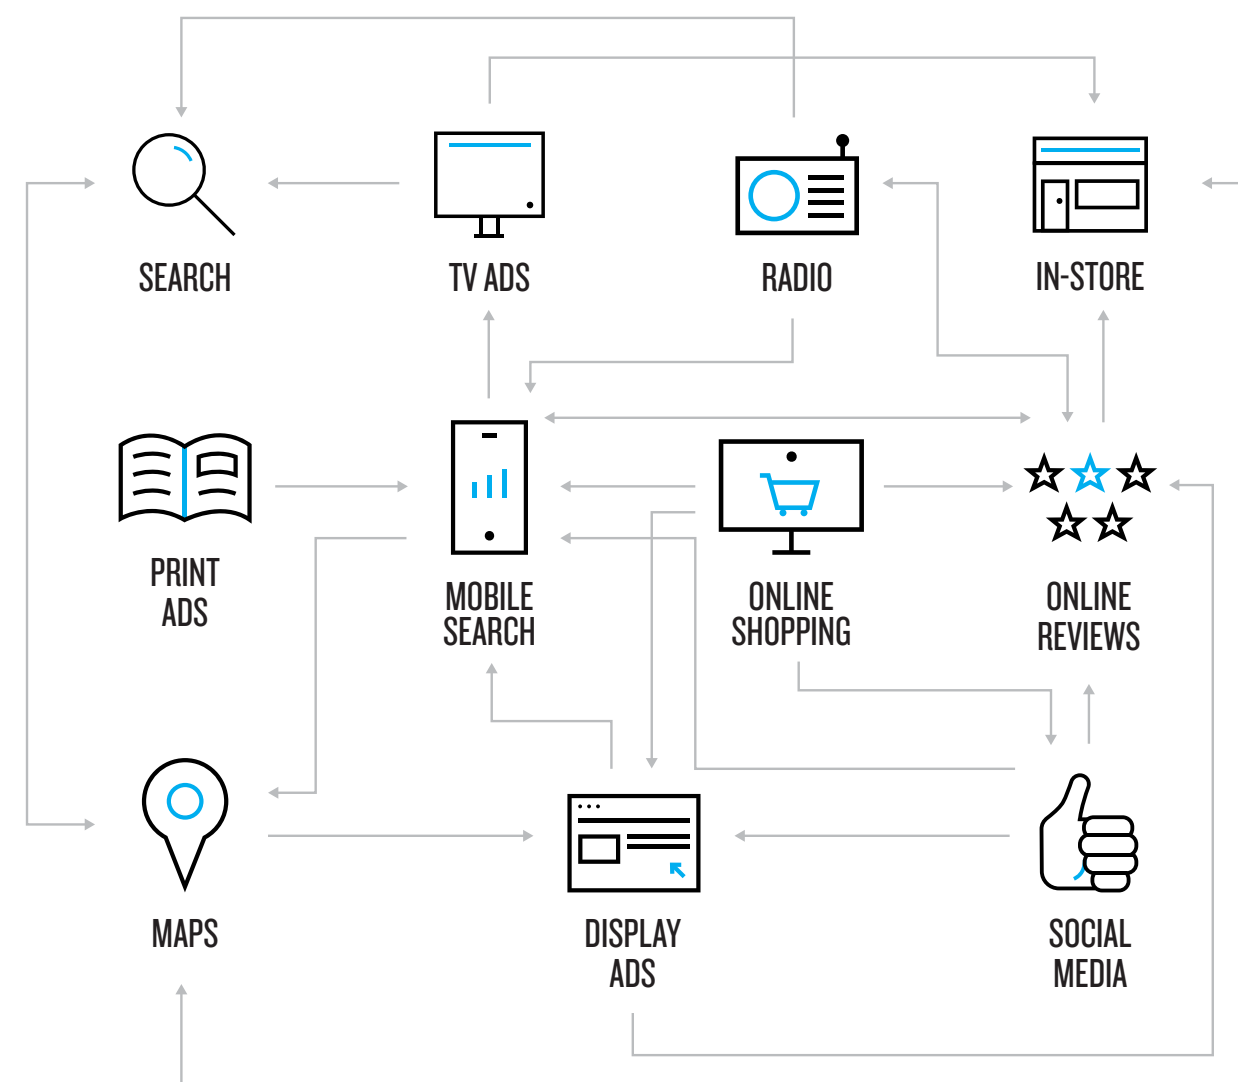 SEARCH
TV ADS
RADIO
IN-STORE
PRINT
ADS
MOBILE
SEARCH
ONLINE
SHOPPING
ONLINE
REVIEWS
MAPS
DISPLAY
ADS
SOCIAL
MEDIA